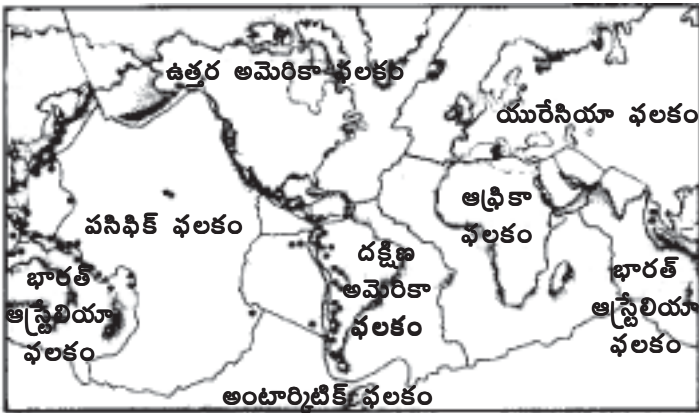 ఉత్తర అమెరికా ఫలకం
యురేసియా ఫలకం
ఆఫ్రికా
ఫలకం
పసిఫిక్ ఫలకం
దక్షిణ
అమెరికా
ఫలకం
భారత్
ఆస్ట్రేలియా
ఫలకం
భారత్
ఆస్ట్రేలియా
ఫలకం
అంటార్కిటిక్ ఫలకం